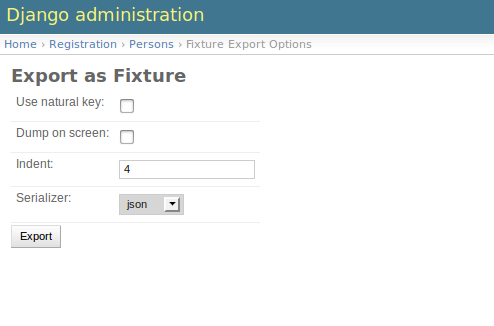 Django administration
Home › Registration › Persons › Fixture Export Options
Export as Fixture
Use natural key:
Dump on screen:
Indent: 4
Serializer: json
Export